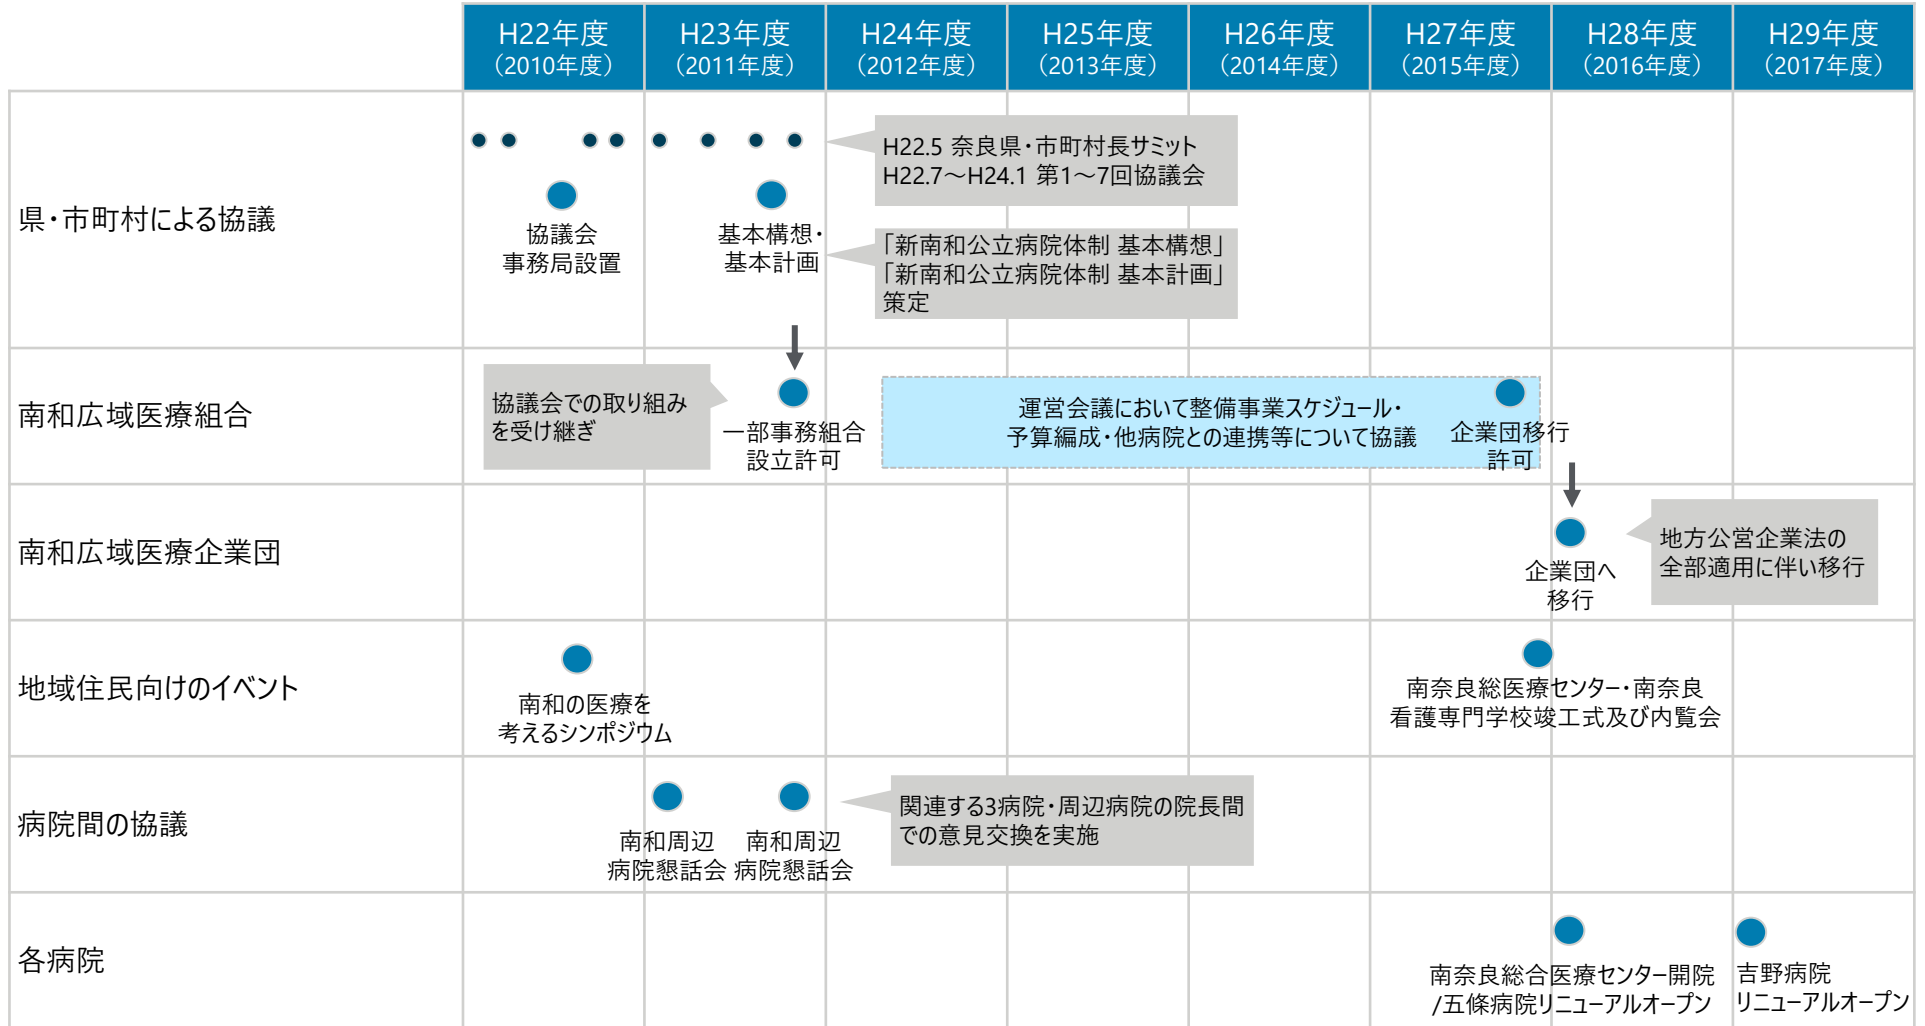 H22年度
（2010年度）
H23年度
（2011年度）
H24年度
（2012年度）
H25年度
（2013年度）
H26年度
（2014年度）
H27年度
（2015年度）
H28年度
（2016年度）
H29年度
（2017年度）
県・市町村による協議
協議会
事務局設置
基本構想・
基本計画
H22.5 奈良県・市町村長サミット
H22.7～H24.1 第1～7回協議会
「新南和公立病院体制 基本構想」
「新南和公立病院体制 基本計画」
策定
南和広域医療組合
協議会での取り組み
を受け継ぎ
一部事務組合
設立許可
運営会議において整備事業スケジュール・
予算編成・他病院との連携等について協議
企業団移行
許可
南和広域医療企業団
企業団へ
移行
地方公営企業法の
全部適用に伴い移行
地域住民向けのイベント
南和の医療を
考えるシンポジウム
南奈良総医療センター・南奈良
看護専門学校竣工式及び内覧会
病院間の協議
南和周辺
病院懇話会
南和周辺
病院懇話会
関連する3病院・周辺病院の院長間
での意見交換を実施
各病院
南奈良総合医療センター開院
/五條病院リニューアルオープン
吉野病院
リニューアルオープン